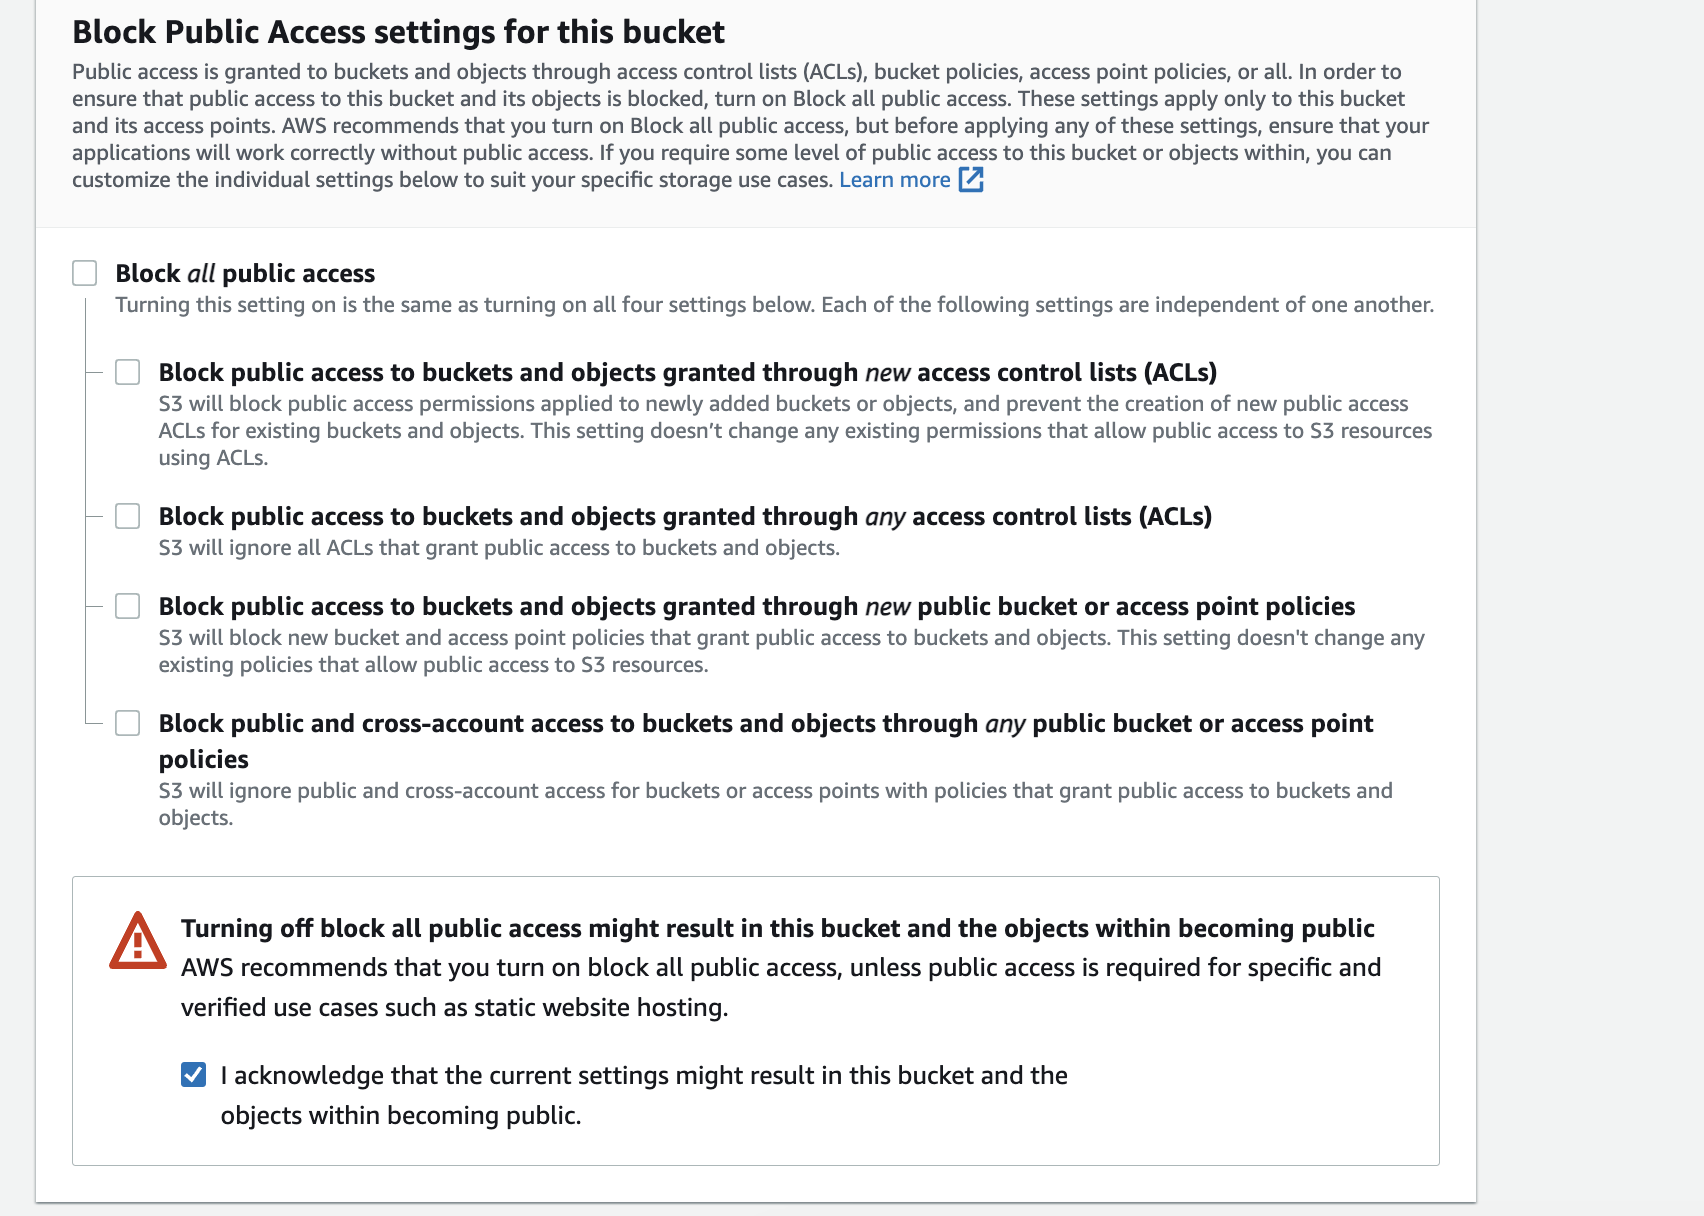 Block Public Access settings for this bucket
Public access is granted to buckets and objects through access control lists (ACLs), bucket policies, access point policies, or all. In order to
ensure that public access to this bucket and its objects is blocked, turn on Block all public access. These settings apply only to this bucket
and its access points. AWS recommends that you turn on Block all public access, but before applying any of these settings, ensure that your
applications will work correctly without public access. If you require some level of public access to this bucket or objects within, you can
customize the individual settings below to suit your specific storage use cases. Learn more
Block all public access
Turning this setting on is the same as turning on all four settings below. Each of the following settings are independent of one another.
Block public access to buckets and objects granted through new access control lists (ACLs)
S3 will block public access permissions applied to newly added buckets or objects, and prevent the creation of new public access
ACLs for existing buckets and objects. This setting doesn’t change any existing permissions that allow public access to S3 resources
using ACLs.
Block public access to buckets and objects granted through any access control lists (ACLs)
S3 will ignore all ACLs that grant public access to buckets and objects.
Block public access to buckets and objects granted through new public bucket or access point policies
S3 will block new bucket and access point policies that grant public access to buckets and objects. This setting doesn't change any
existing policies that allow public access to S3 resources.
Block public and cross-account access to buckets and objects through any public bucket or access point
policies
S3 will ignore public and cross-account access for buckets or access points with policies that grant public access to buckets and
objects.
Turning off block all public access might result in this bucket and the objects within becoming public
AWS recommends that you turn on block all public access, unless public access is required for specific and
verified use cases such as static website hosting.
I acknowledge that the current settings might result in this bucket and the
objects within becoming public.